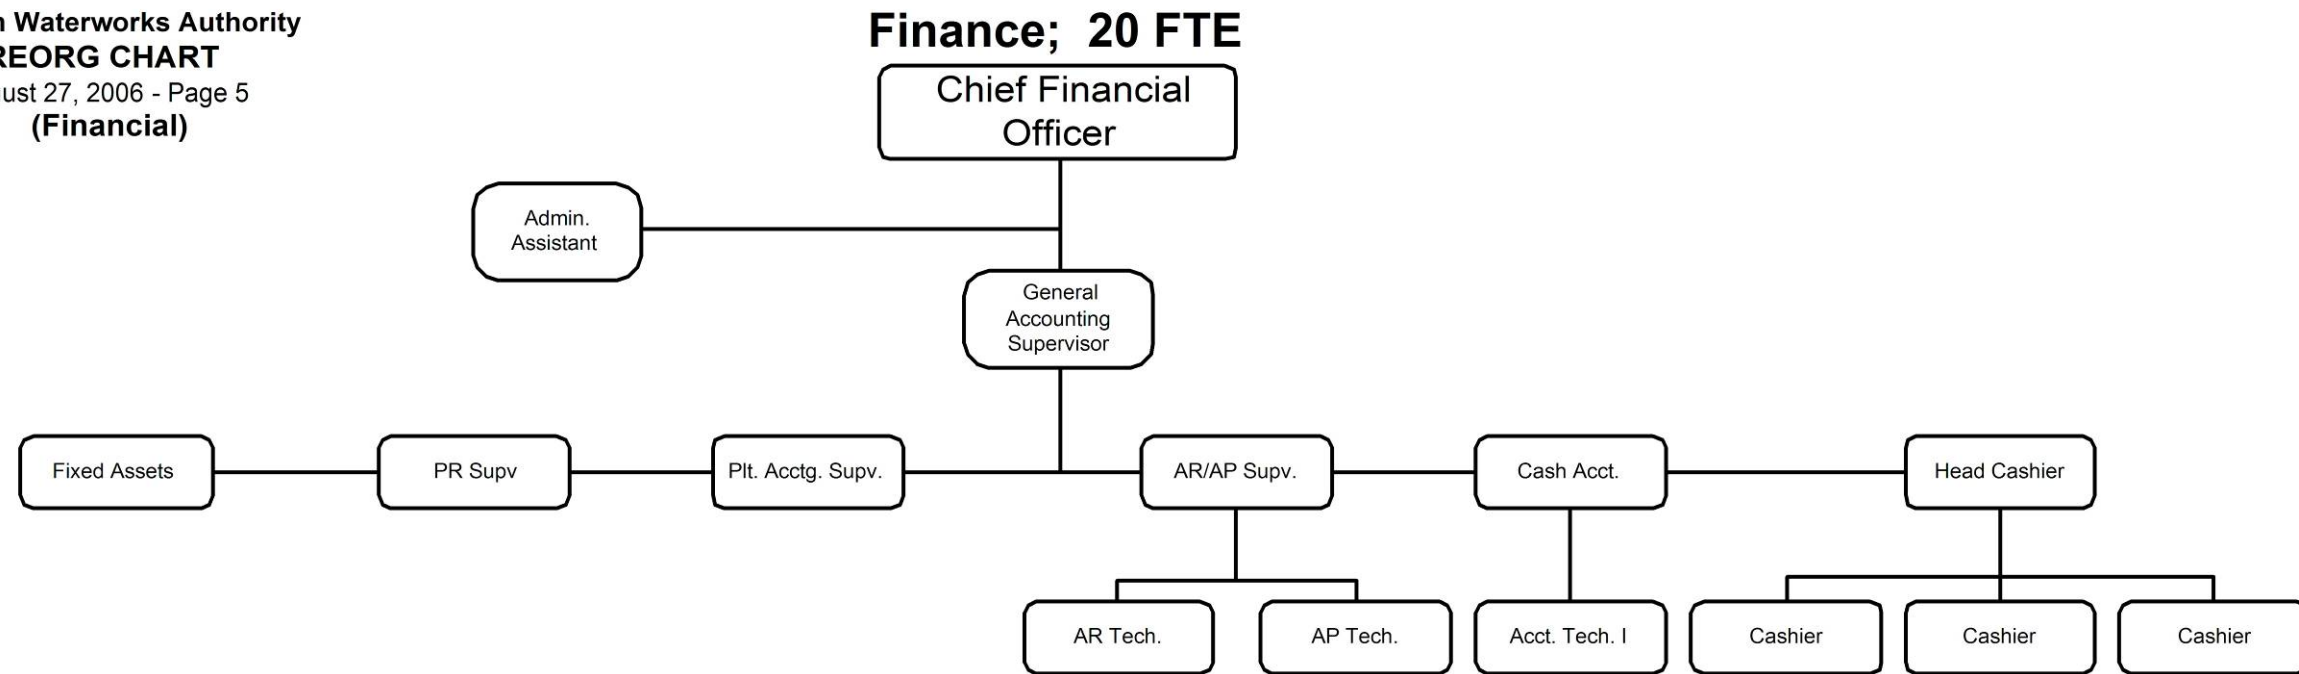 Waterworks Authority
REORG CHART
27, 2006 - Page 5
(Financial)
Finance; 20 FTE
Chief Financial
Officer
Admin.
Assistant
General
Accounting
Supervisor
Fixed Assets
PR Supv
Plt. Acctg. Supv.
AR/AP Supv.
Cash Acct.
Head Cashier
AR Tech.
AP Tech.
Acct. Tech. I
Cashier
Cashier
Cashier